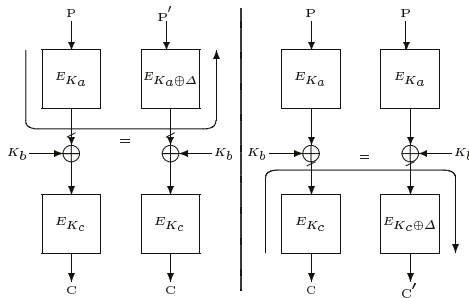 P P′ P P
E_{K_a} E_{K_a⊕Δ} E_{K_a} E_{K_a}
K_b = K_b K_b = K_b
E_{K_c} E_{K_c} E_{K_c} E_{K_c⊕Δ}
C C C C′